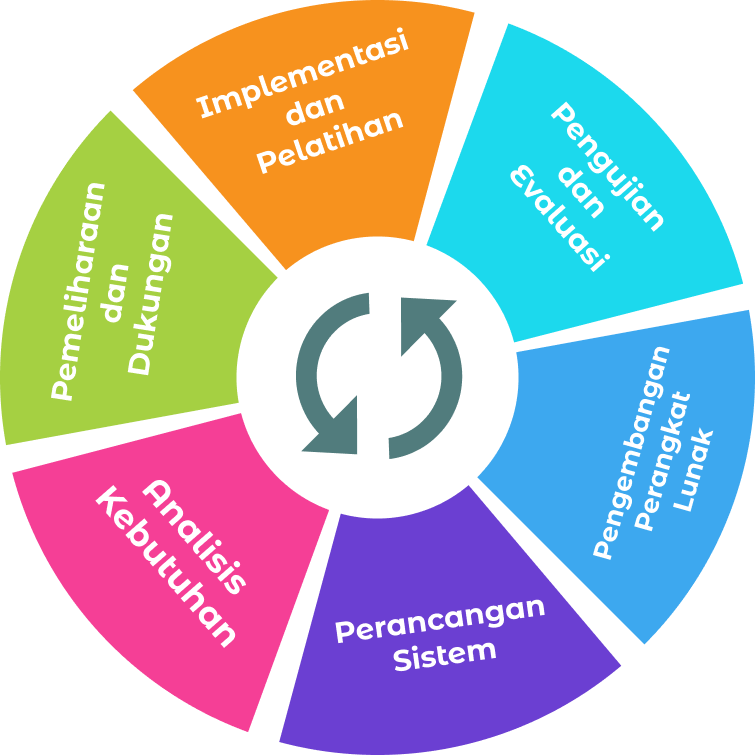 Implementasi
dan
Pelatihan
Pengujian
dan
Evaluasi
Pengembangan
Perangkat
Lunak
Perancangan
Sistem
Analisis
Kebutuhan
Pemeliharaan
dan
Dukungan